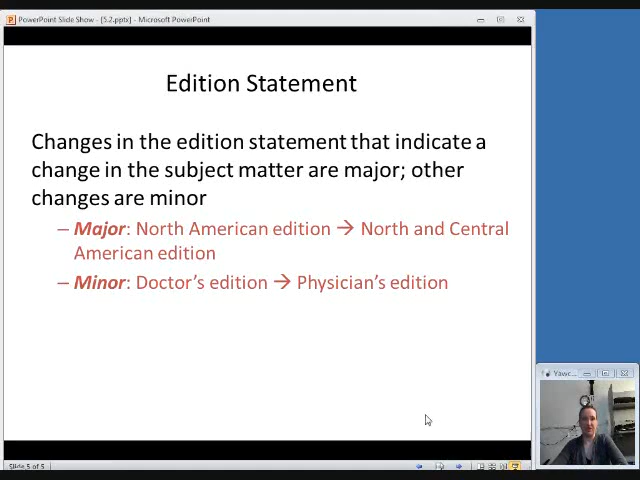 PowerPoint Slide Show - [5.2.pptx] - Microsoft PowerPoint
Edition Statement
Changes in the edition statement that indicate a
change in the subject matter are major; other
changes are minor
– Major: North American edition → North and Central
American edition
– Minor: Doctor's edition → Physician's edition
Yawc...
Slide 5 of 5